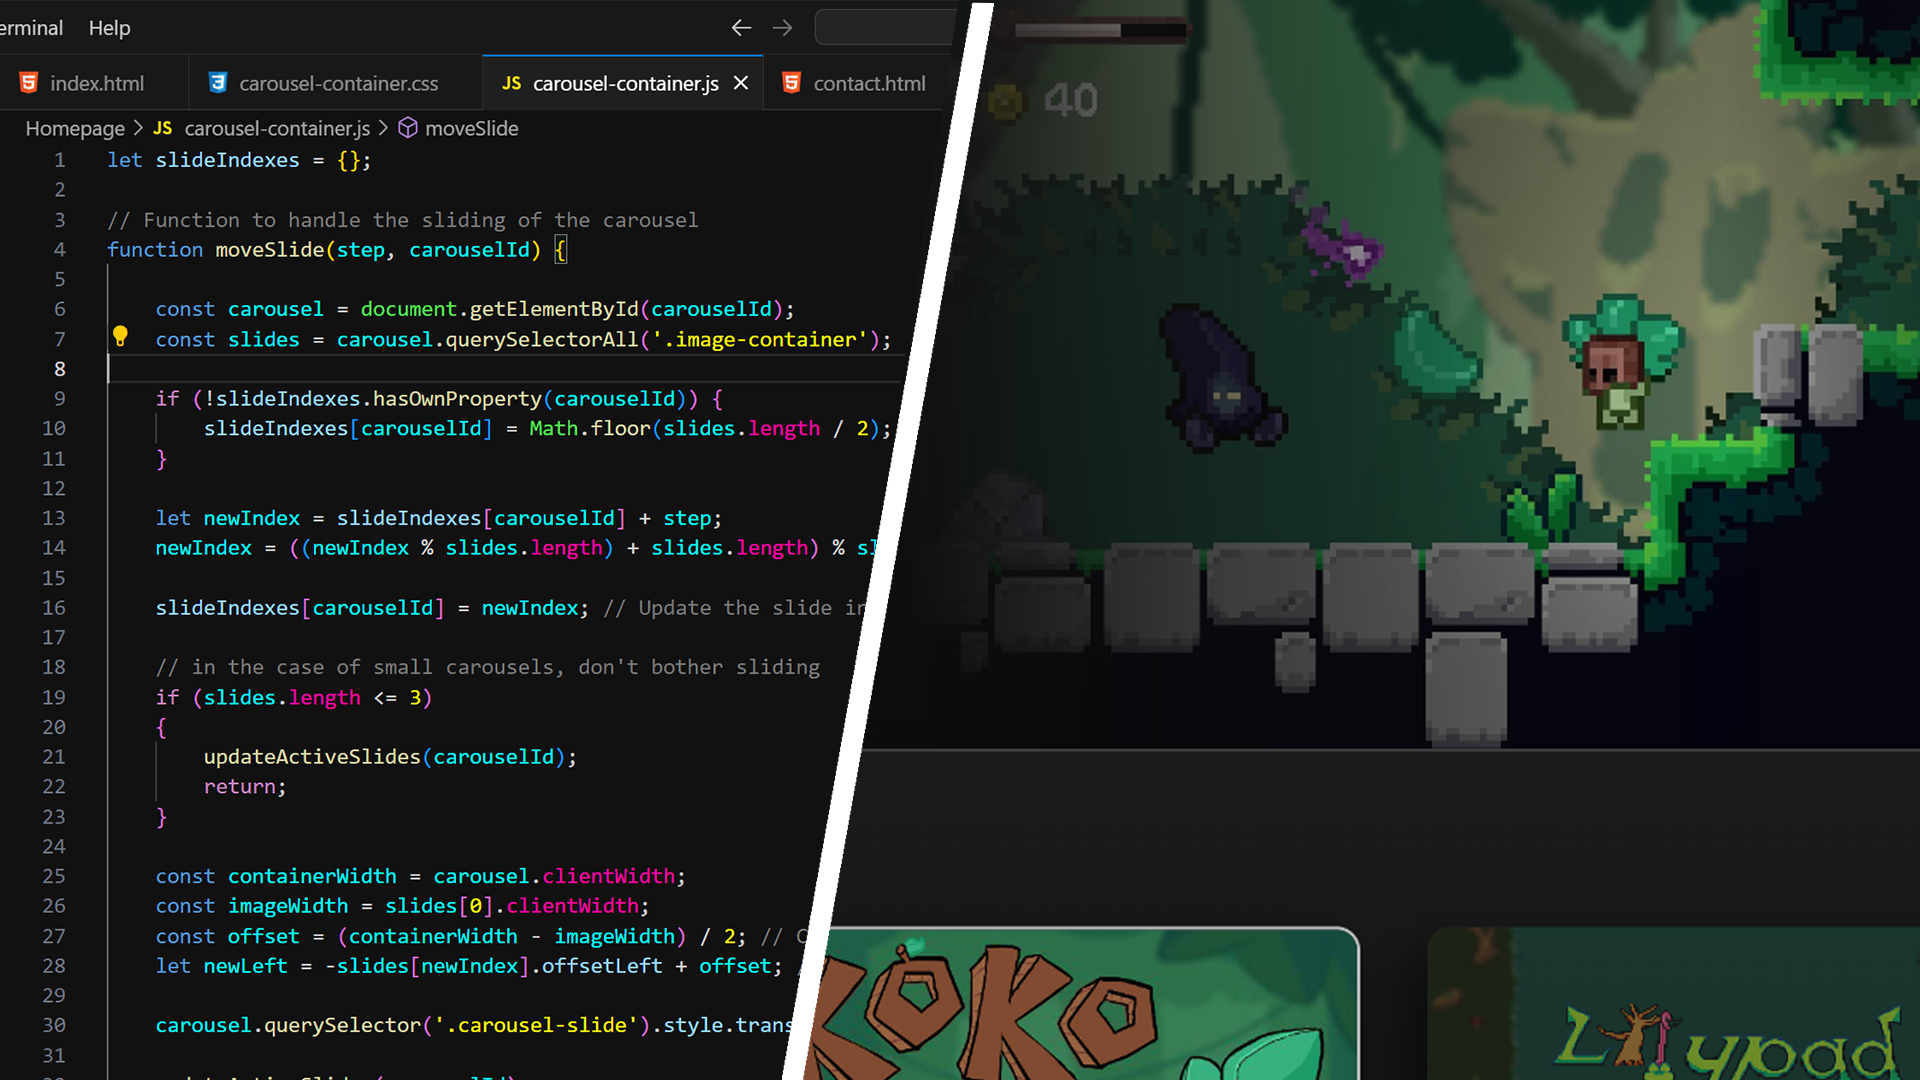 erminal Help
index.html carousel-container.css JS carousel-container.js contact.html
Homepage > JS carousel-container.js > moveSlide
1 let slideIndexes = {};
2
3 // Function to handle the sliding of the carousel
4 function moveSlide(step, carouselId) {
5
6 const carousel = document.getElementById(carouselId);
7 const slides = carousel.querySelectorAll('.image-container');
8
9 if (!slideIndexes.hasOwnProperty(carouselId)) {
10 slideIndexes[carouselId] = Math.floor(slides.length / 2);
11 }
12
13 let newIndex = slideIndexes[carouselId] + step;
14 newIndex = ((newIndex % slides.length) + slides.length) % sl
15
16 slideIndexes[carouselId] = newIndex; // Update the slide in
17
18 // in the case of small carousels, don't bother sliding
19 if (slides.length <= 3)
20 {
21 updateActiveSlides(carouselId);
22 return;
23 }
24
25 const containerWidth = carousel.clientWidth;
26 const imageWidth = slides[0].clientWidth;
27 const offset = (containerWidth - imageWidth) / 2; // C
28 let newLeft = -slides[newIndex].offsetLeft + offset; /
29
30 carousel.querySelector('.carousel-slide').style.trans
31
40
KOKO
Lilypad